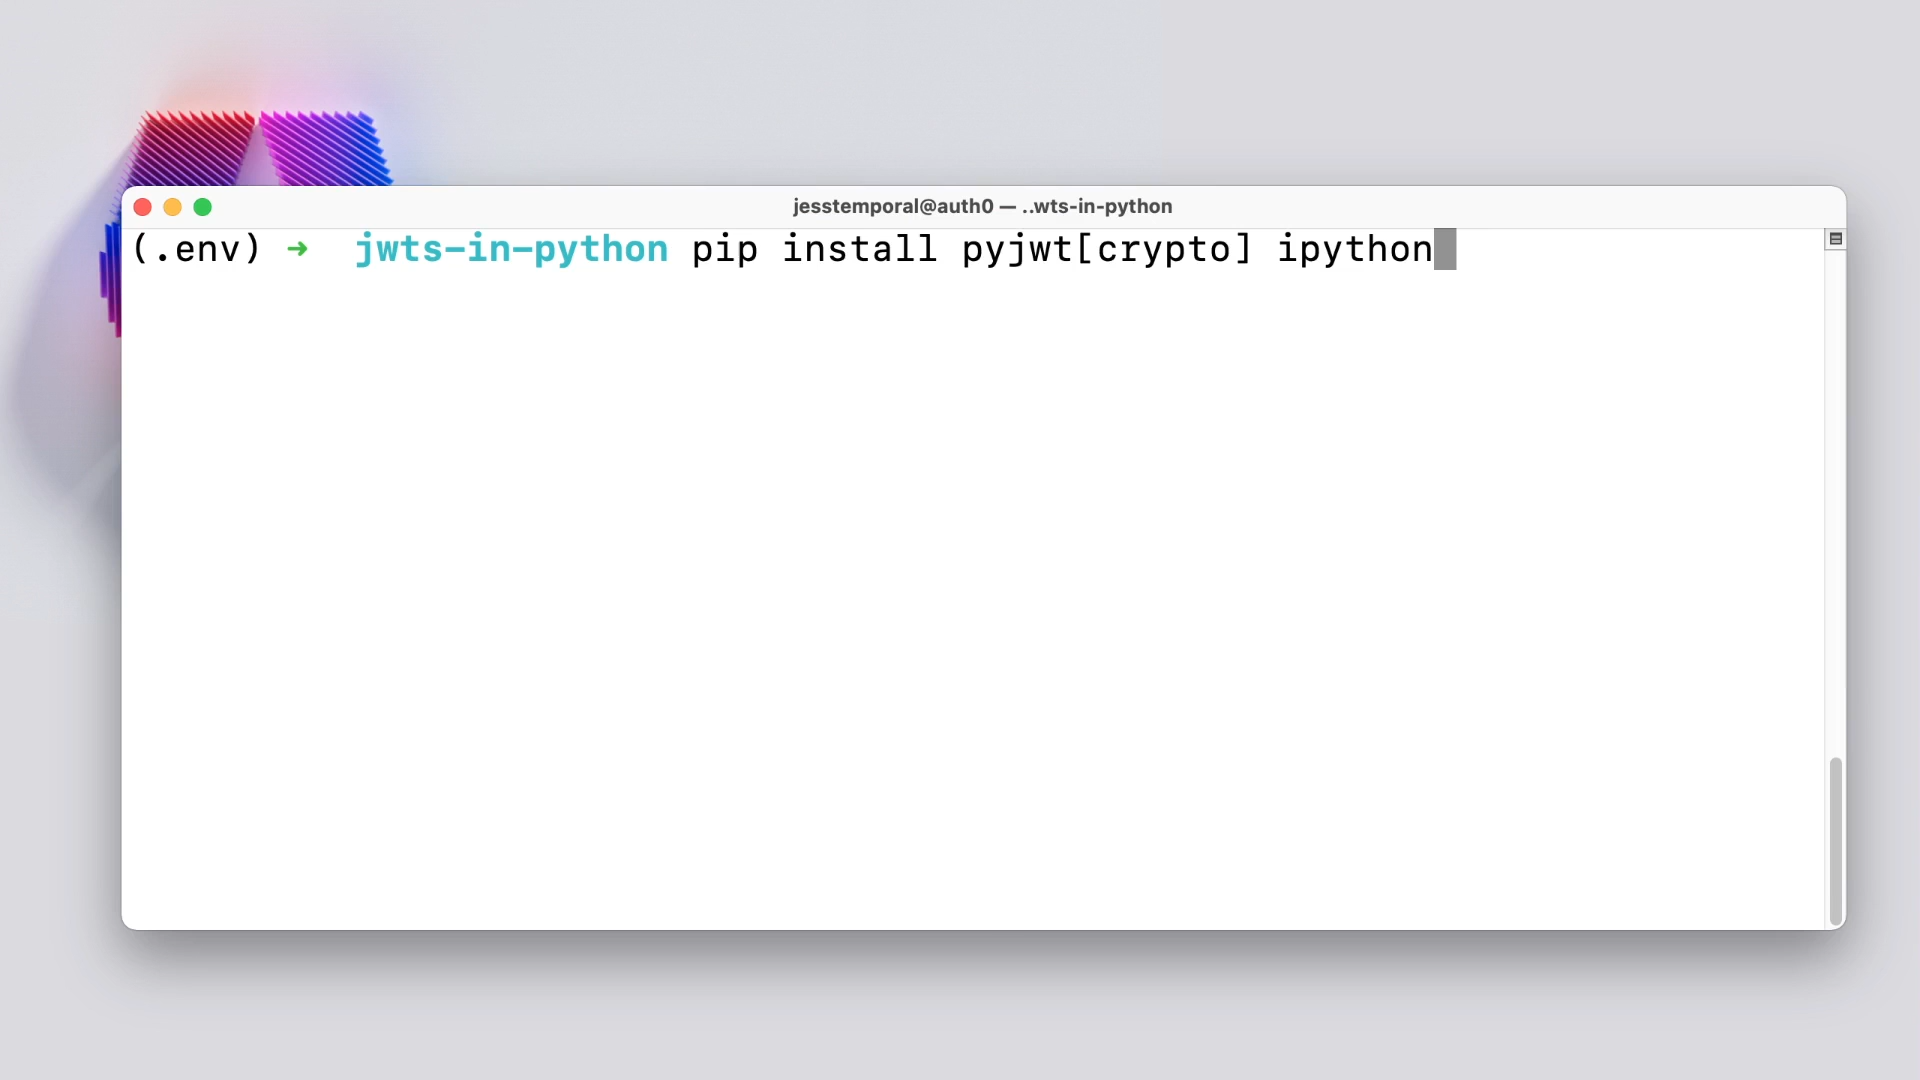 jesstemporal@auth0 — ..wts-in-python
(.env) ➜ jwts-in-python pip install pyjwt[crypto] ipython